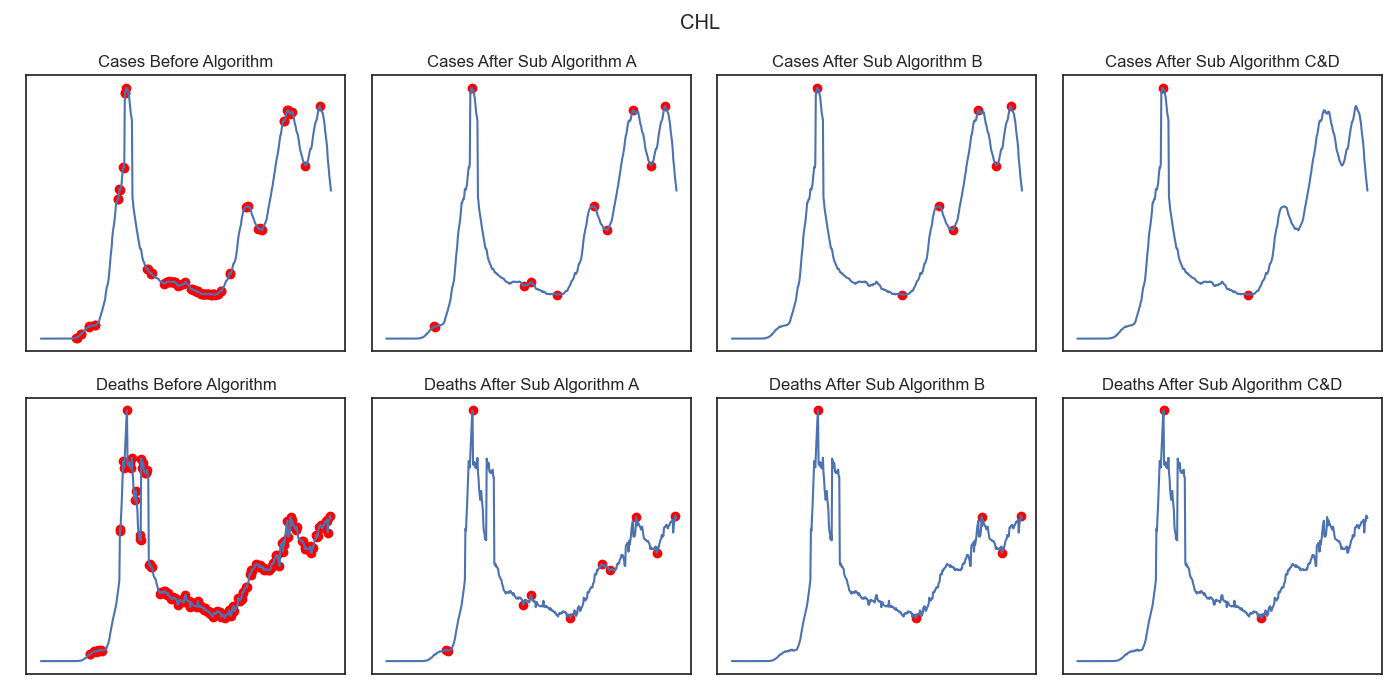 CHL
Cases Before Algorithm
Cases After Sub Algorithm A
Cases After Sub Algorithm B
Cases After Sub Algorithm C&D
Deaths Before Algorithm
Deaths After Sub Algorithm A
Deaths After Sub Algorithm B
Deaths After Sub Algorithm C&D